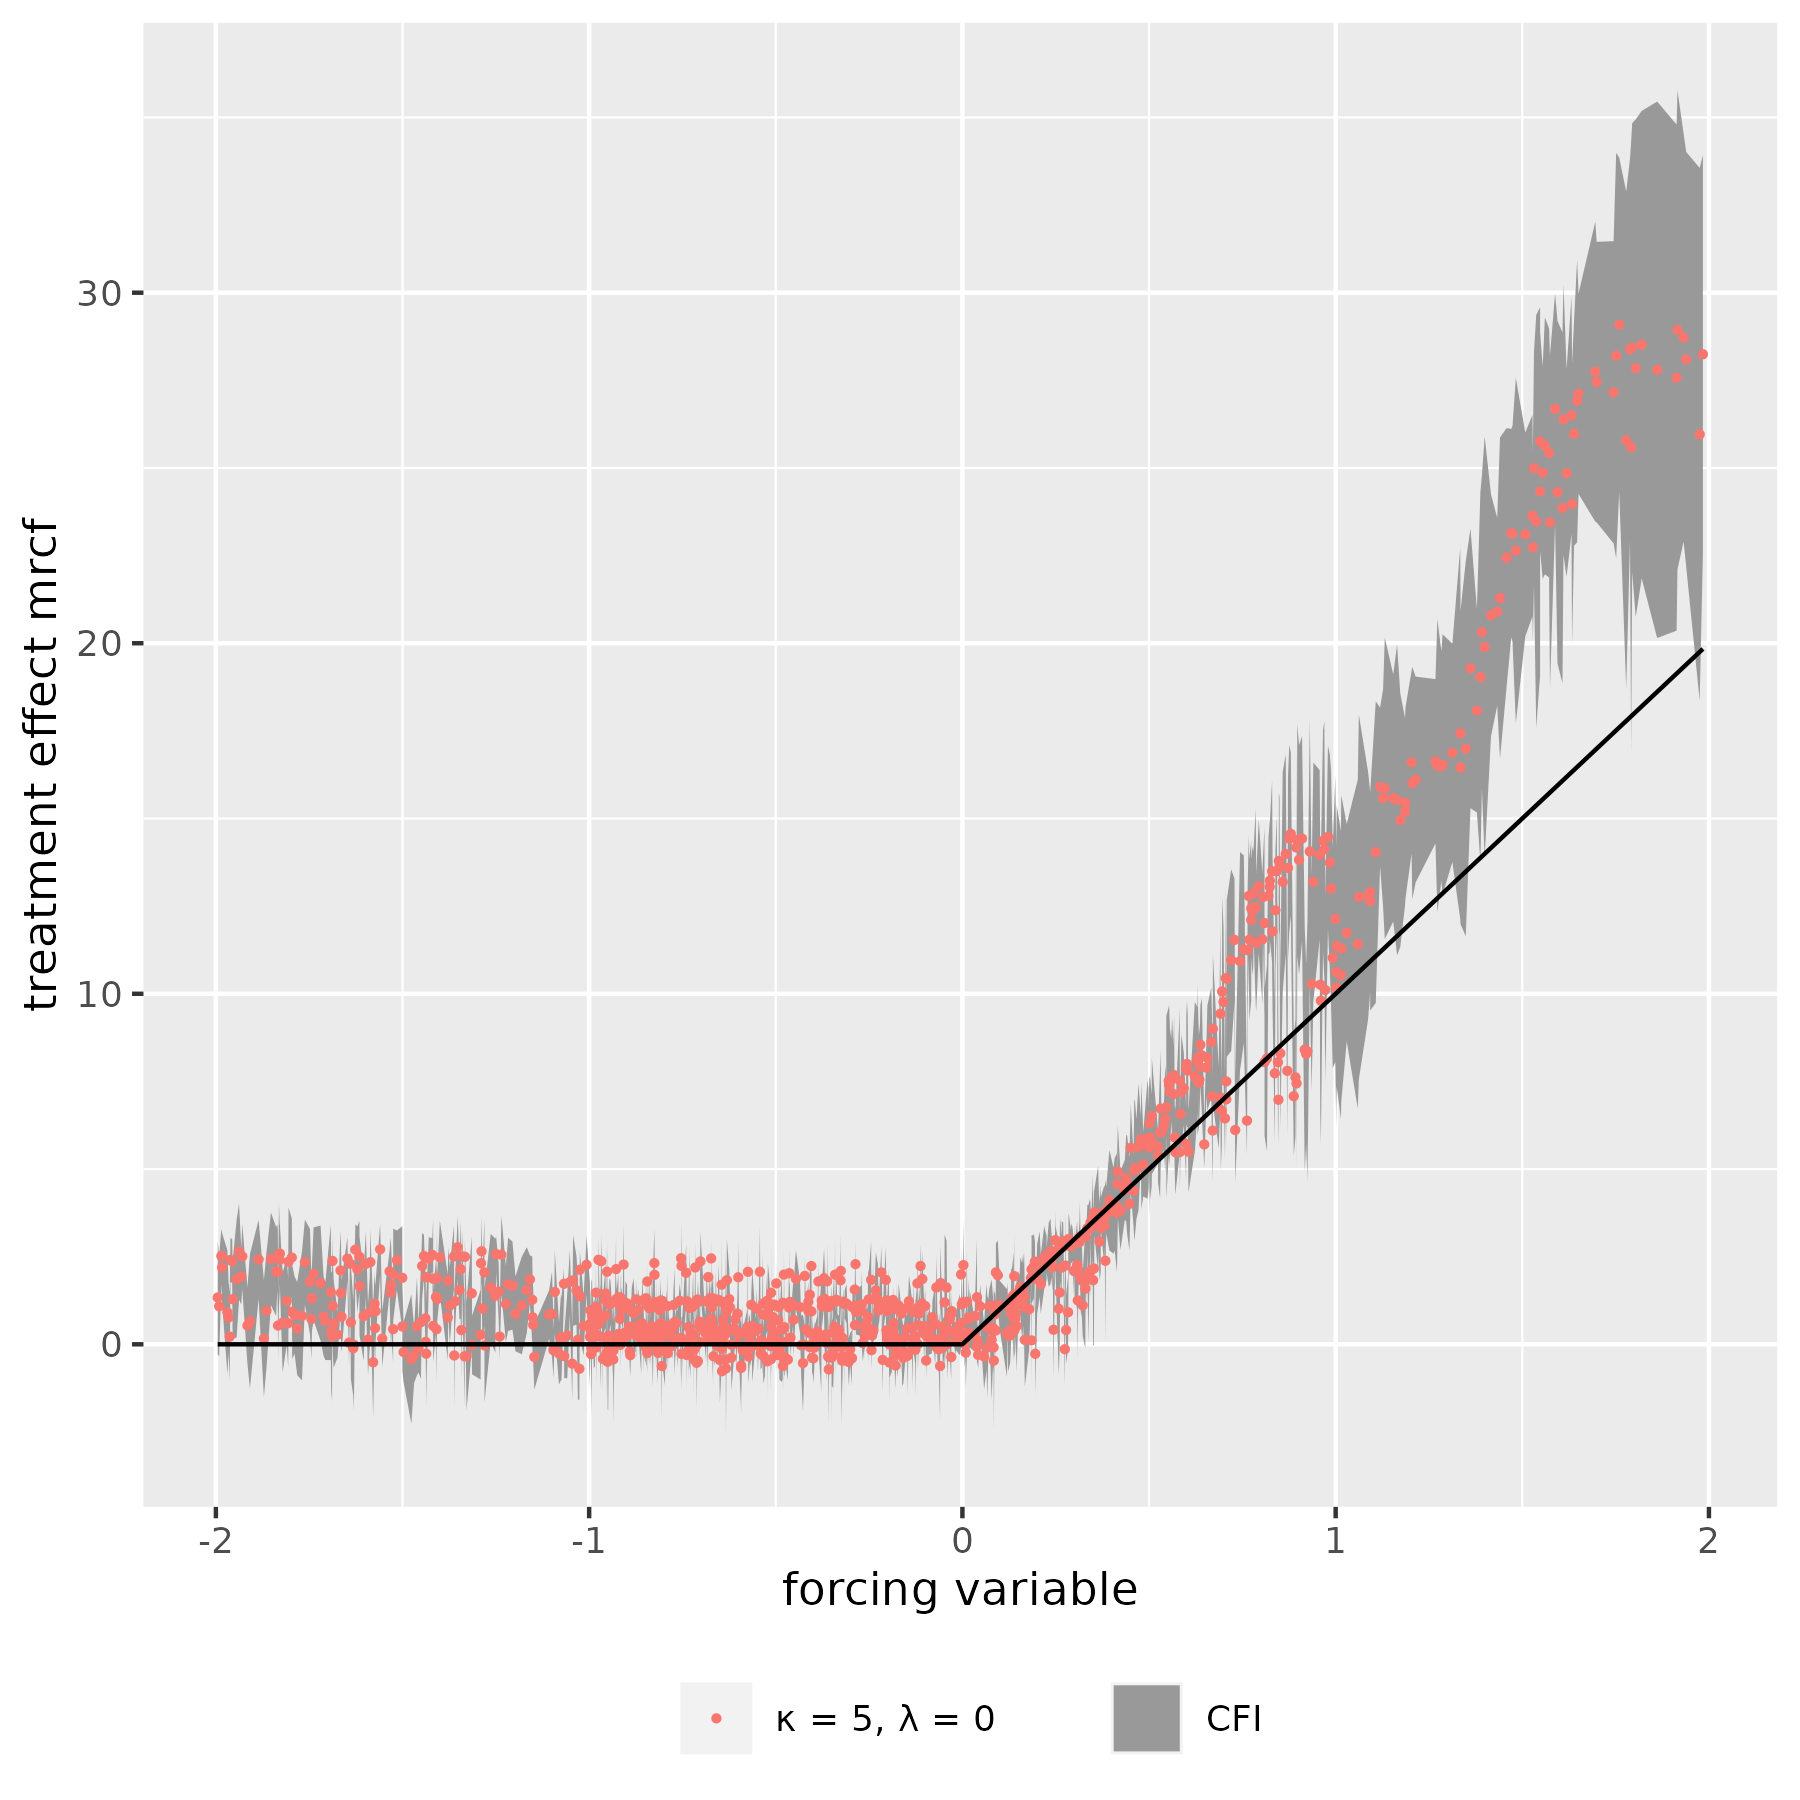 treatment effect mrcf
30
20
10
0
-2 -1 0 1 2
forcing variable
κ = 5, λ = 0 CFI